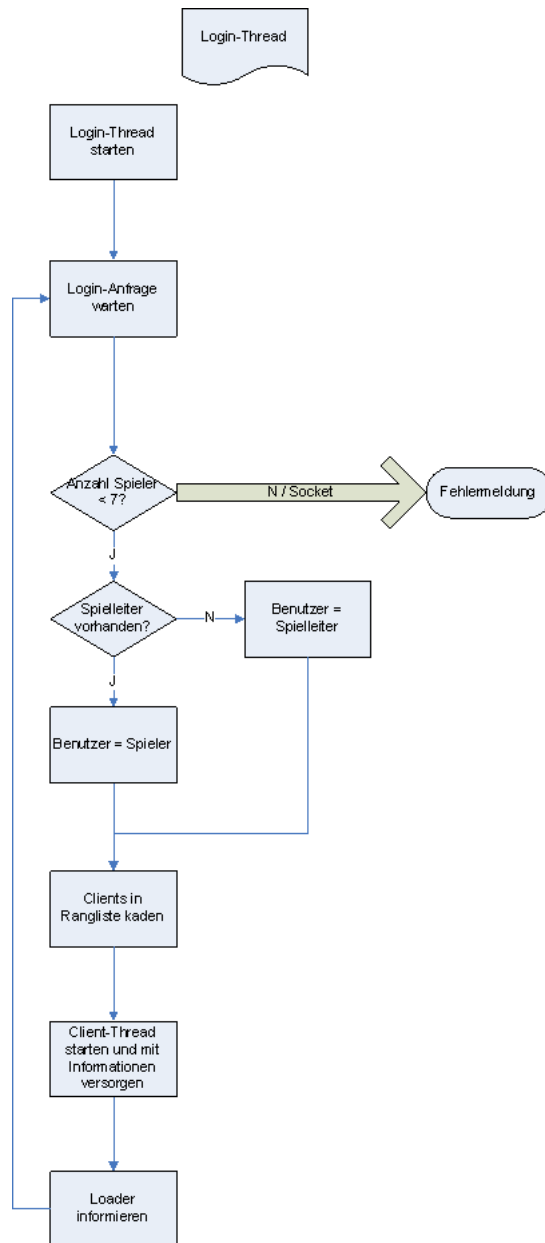 Login-Thread
Login-Thread
starten
Login-Anfrage
warten
Anzahl Spieler
< 7?
N / Socket
Fehlermeldung
J
Spielleiter
vorhanden?
N
Benutzer =
Spielleiter
J
Benutzer = Spieler
Clients in
Rangliste kaden
Client-Thread
starten und mit
Informationen
versorgen
Loader
informieren